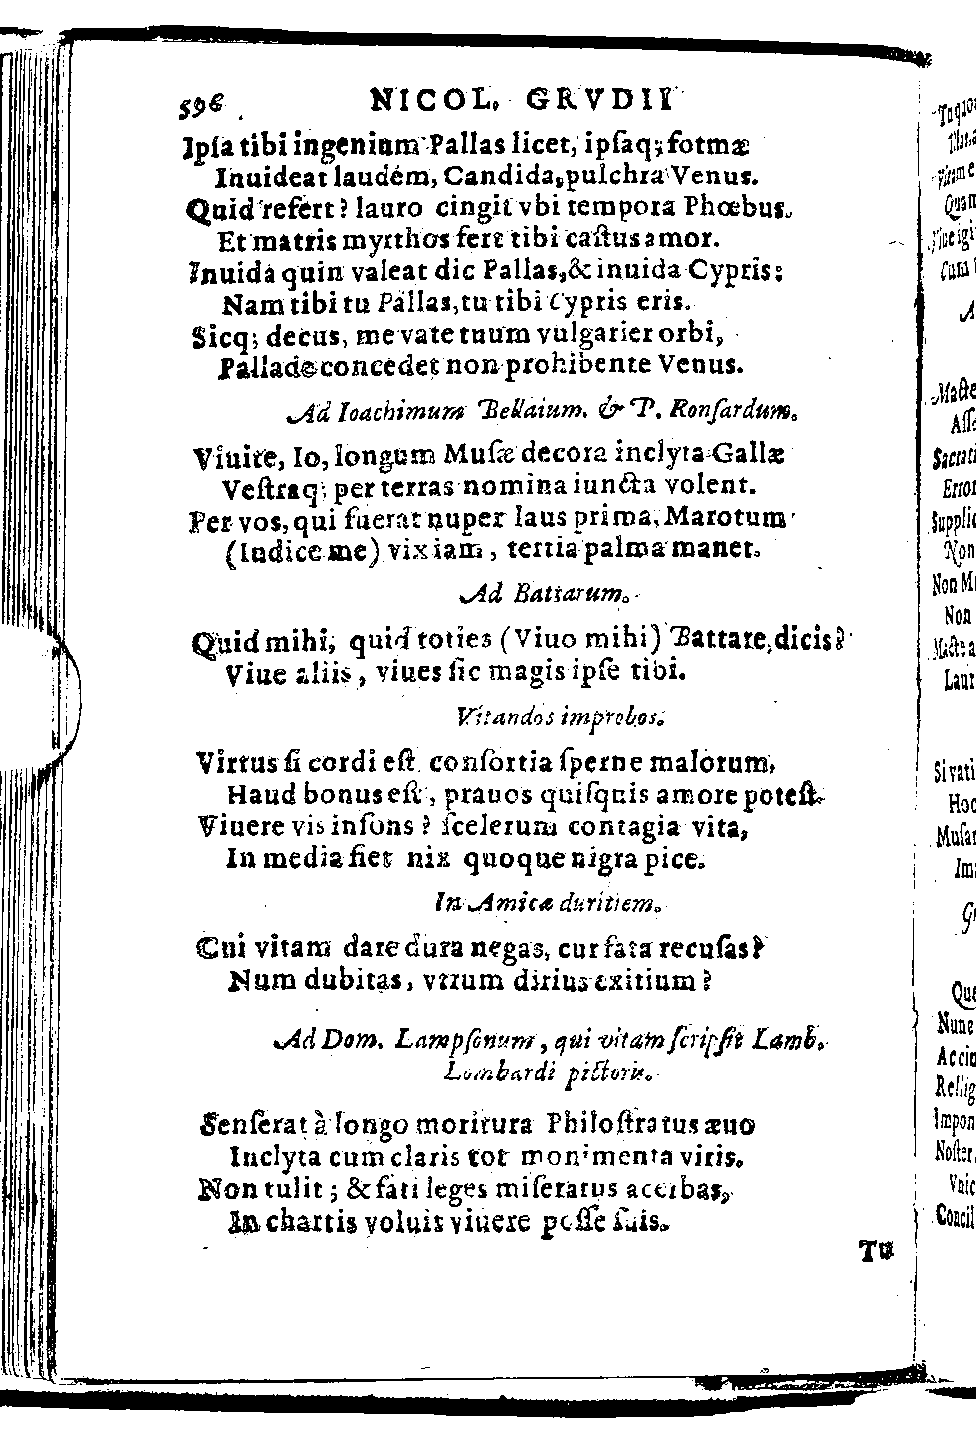 596 NICOL. GRVDII
Ipsa tibi ingenium Pallas licet, ipsaq; fotmæ
Inuideat laudém, Candida, pulchra Venus.
Quid refert? lauro cingit vbi tempora Phœbus.
Et matris myrthos fert tibi castus amor.
Inuida quin valeat dic Pallas, & inuida Cypris:
Nam tibi tu Pallas, tu tibi Cypris eris.
Sicq; decus, me vate tuum vulgarier orbi,
Pallade concedet non prohibente Venus.
Ad Ioachimum Bellaium. & P. Ronsardum.
Viuite, Io, longum Musæ decora inclyta Gallæ
Vestraq; per terras nomina iuncta volent.
Per vos, qui fuerat nuper laus prima, Marotum
(Iudice me) vix iam, tertia palma manet.
Ad Battarum.
Quid mihi, quid toties (Viuo mihi) Battare, dicis?
Viue aliis, viues sic magis ipse tibi.
Vitandos improbos.
Virtus si cordi est consortia sperne malorum,
Haud bonus est, prauos quisquis amore potest.
Viuere vis insons? scelerum contagia vita,
In media fiet nix quoque nigra pice.
In Amicæ duritiem.
Cui vitam dare dura negas, cur fata recusas?
Num dubitas, vtrum dirius exitium?
Ad Dom. Lampsonum, qui vitam scripsit Lamb.
Lombardi pictoris.
Senserat à longo moritura Philostratus æuo
Inclyta cum claris tot monimenta viris.
Non tulit; & fati leges miseratus acerbas,
In chartis voluit viuere posse suis.
Tu